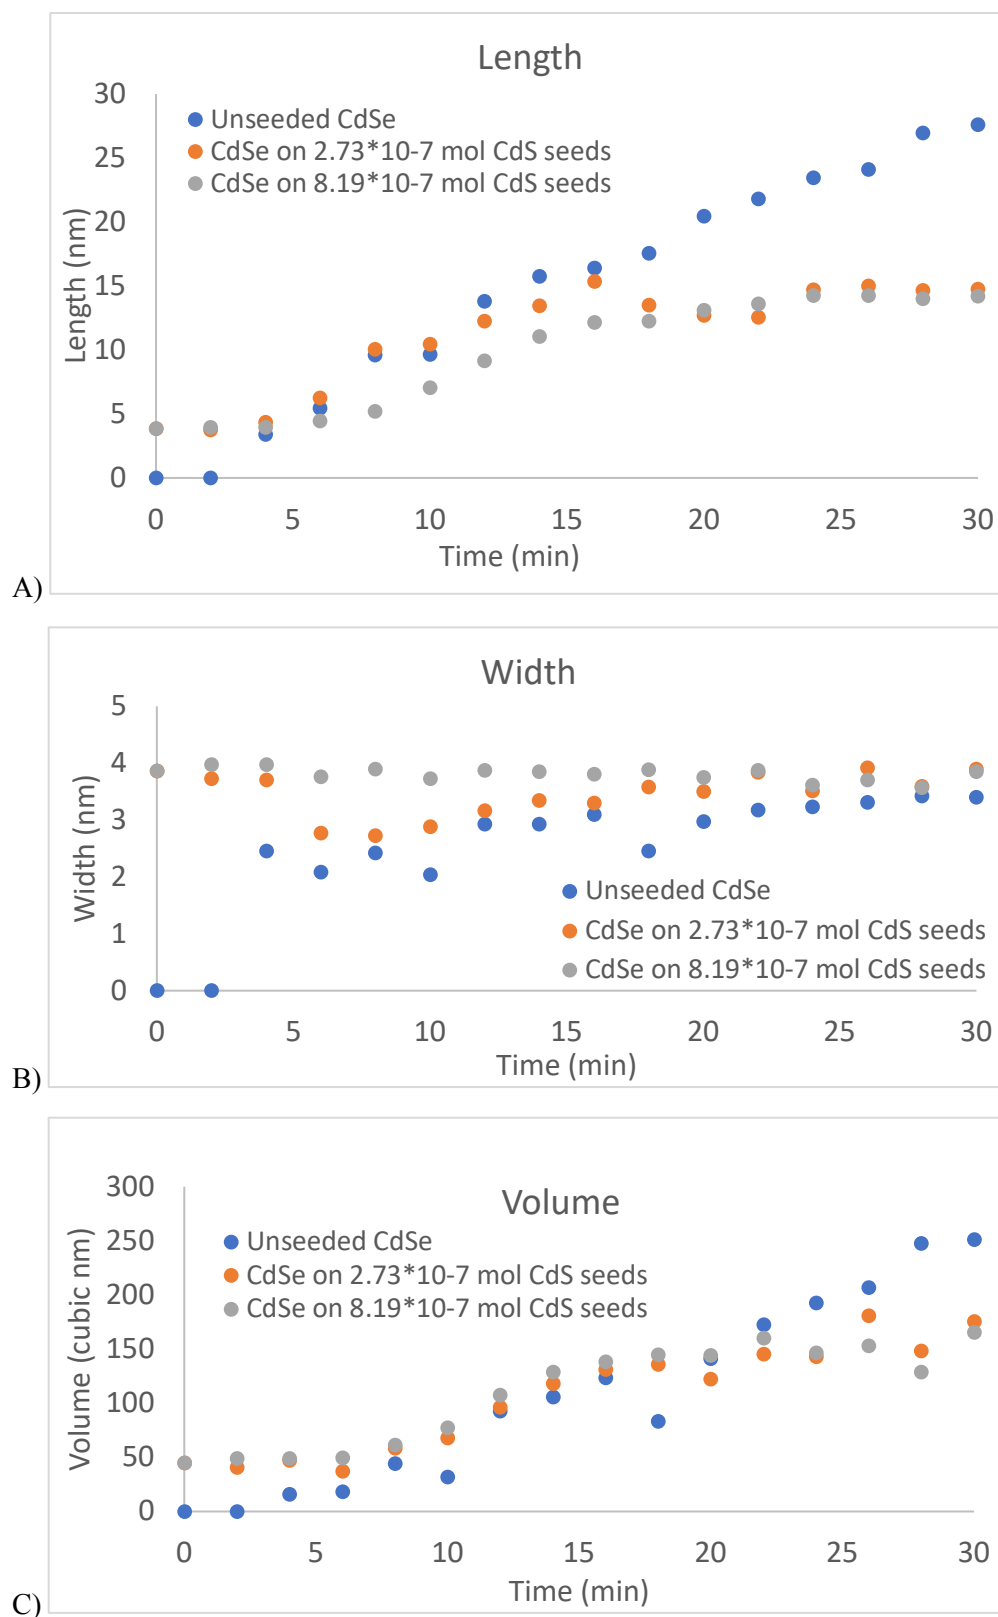 Length
30
25
20
15
10
5
0
Length (nm)
Unseeded CdSe
CdSe on 2.73*10-7 mol CdS seeds
CdSe on 8.19*10-7 mol CdS seeds
0 5 10 15 20 25 30
Time (min)
A)
Width
5
4
3
2
1
0
Width (nm)
Unseeded CdSe
CdSe on 2.73*10-7 mol CdS seeds
CdSe on 8.19*10-7 mol CdS seeds
0 5 10 15 20 25 30
Time (min)
B)
Volume
300
250
200
150
100
50
0
Volume (cubic nm)
Unseeded CdSe
CdSe on 2.73*10-7 mol CdS seeds
CdSe on 8.19*10-7 mol CdS seeds
0 5 10 15 20 25 30
Time (min)
C)